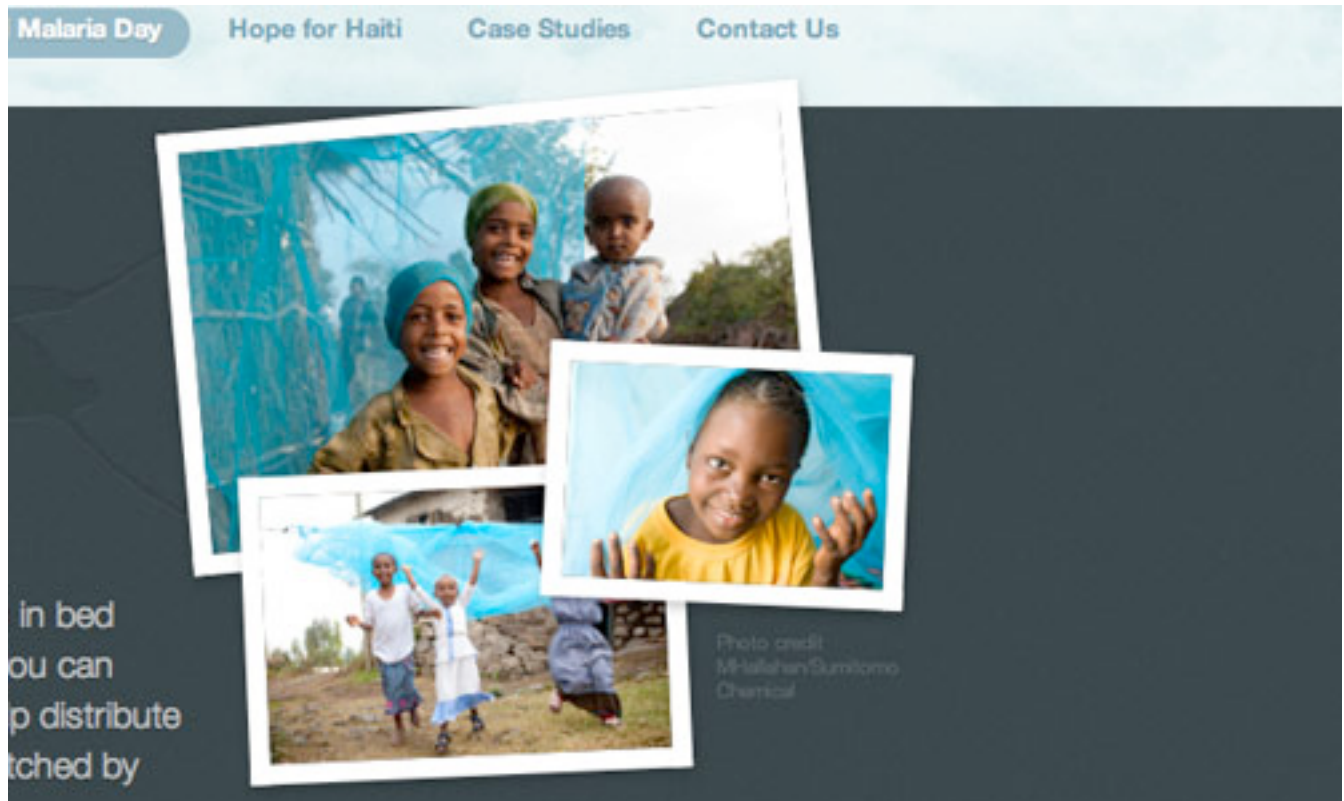 Malaria Day Hope for Haiti Case Studies Contact Us
in bed
ou can
p distribute
tched by
Photo credit
MHallahan/Sumitomo
Chemical